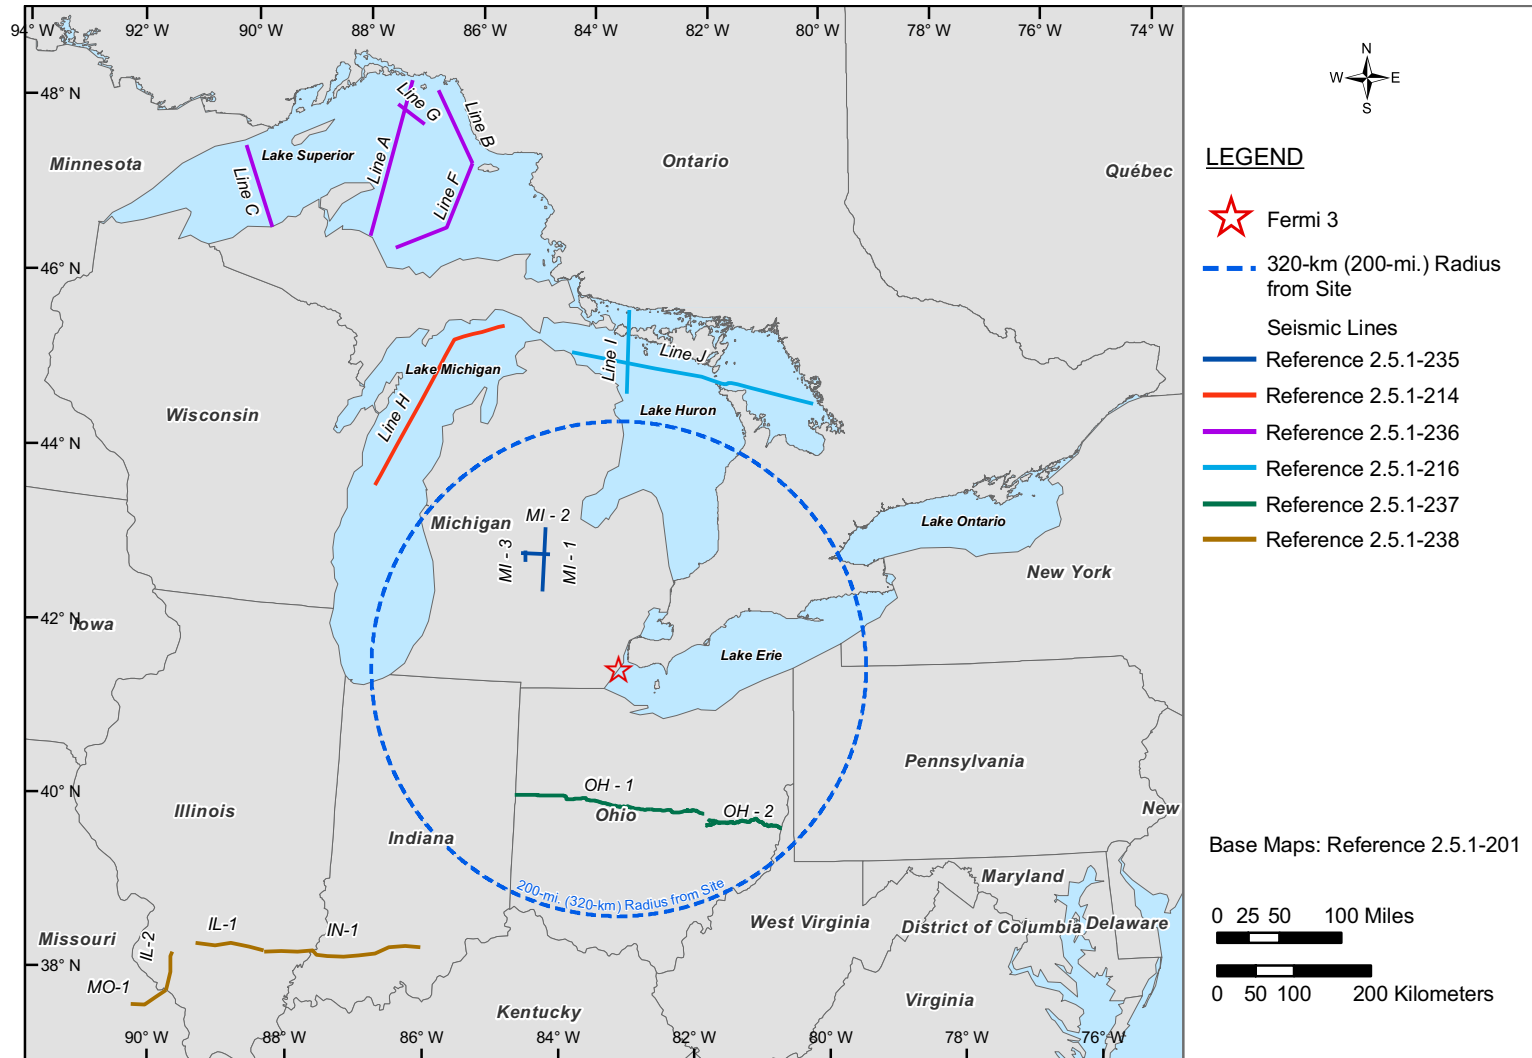 94° W
92° W
90° W
88° W
86° W
84° W
82° W
80° W
78° W
76° W
74° W
48° N
46° N
44° N
42° N
40° N
38° N
Line G
Line B
Line A
Line F
Line C
Lake Superior
Minnesota
Ontario
Québec
Line I
Line J
Lake Michigan
Line H
Lake Huron
Wisconsin
Michigan
MI - 2
MI - 3
MI - 1
Lake Ontario
New York
Iowa
Lake Erie
Pennsylvania
OH - 1
OH - 2
Ohio
Illinois
Indiana
New
200-mi. (320-km) Radius from Site
Maryland
West Virginia
District of Columbia
Delaware
Missouri
IL-2
IL-1
IN-1
MO-1
Kentucky
Virginia
90° W
88° W
86° W
84° W
82° W
80° W
78° W
76° W
N
W
E
S
LEGEND
Fermi 3
320-km (200-mi.) Radius
from Site
Seismic Lines
Reference 2.5.1-235
Reference 2.5.1-214
Reference 2.5.1-236
Reference 2.5.1-216
Reference 2.5.1-237
Reference 2.5.1-238
Base Maps: Reference 2.5.1-201
0 25 50 100 Miles
0 50 100 200 Kilometers